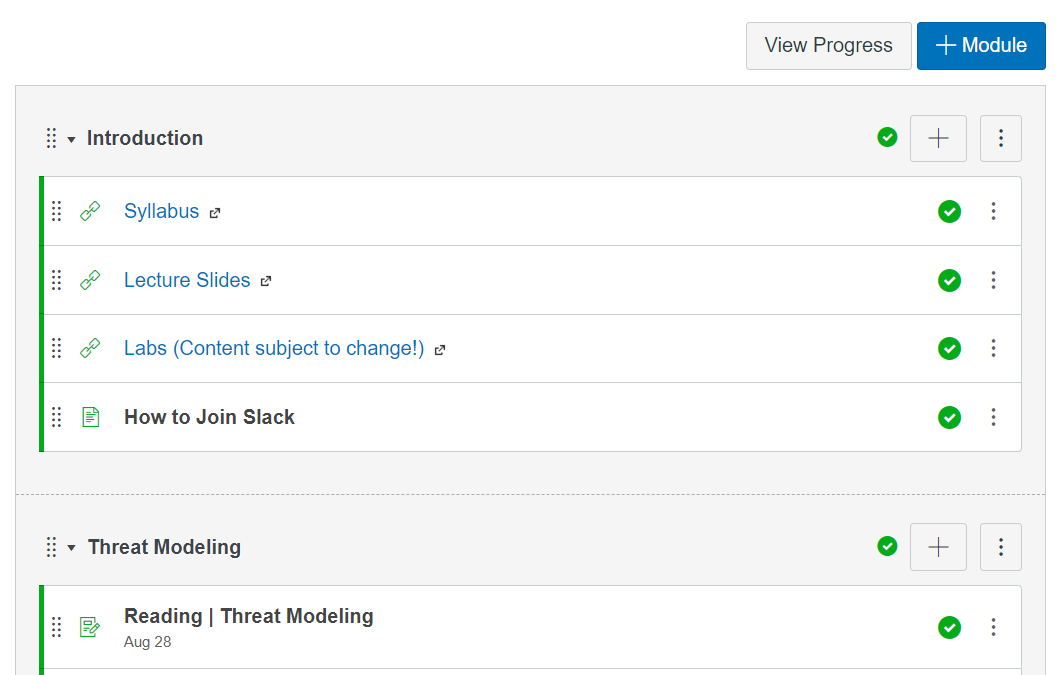 View Progress
+ Module
Introduction
Syllabus
Lecture Slides
Labs (Content subject to change!)
How to Join Slack
Threat Modeling
Reading | Threat Modeling
Aug 28